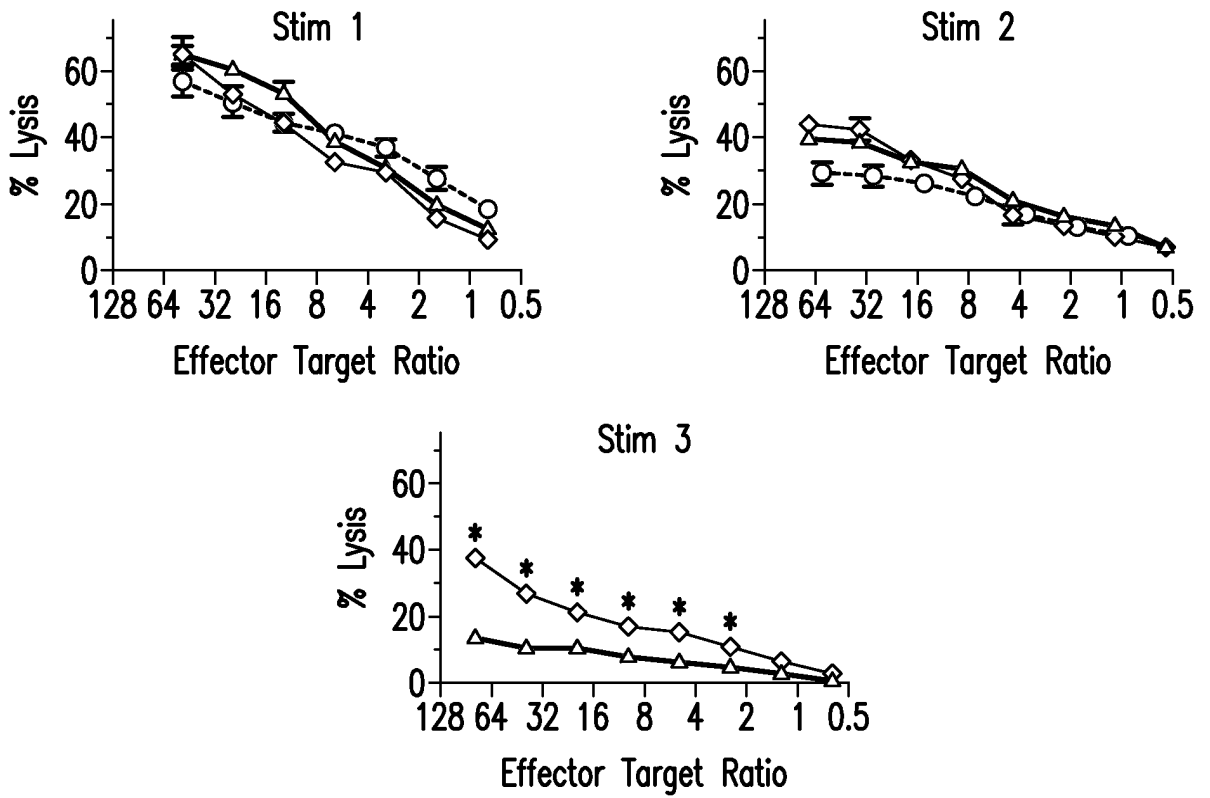 Stim 1
% Lysis
60
40
20
0
128 64 32 16 8 4 2 1 0.5
Effector Target Ratio
Stim 2
% Lysis
60
40
20
0
128 64 32 16 8 4 2 1 0.5
Effector Target Ratio
Stim 3
% Lysis
60
40
20
0
* * * * * *
128 64 32 16 8 4 2 1 0.5
Effector Target Ratio